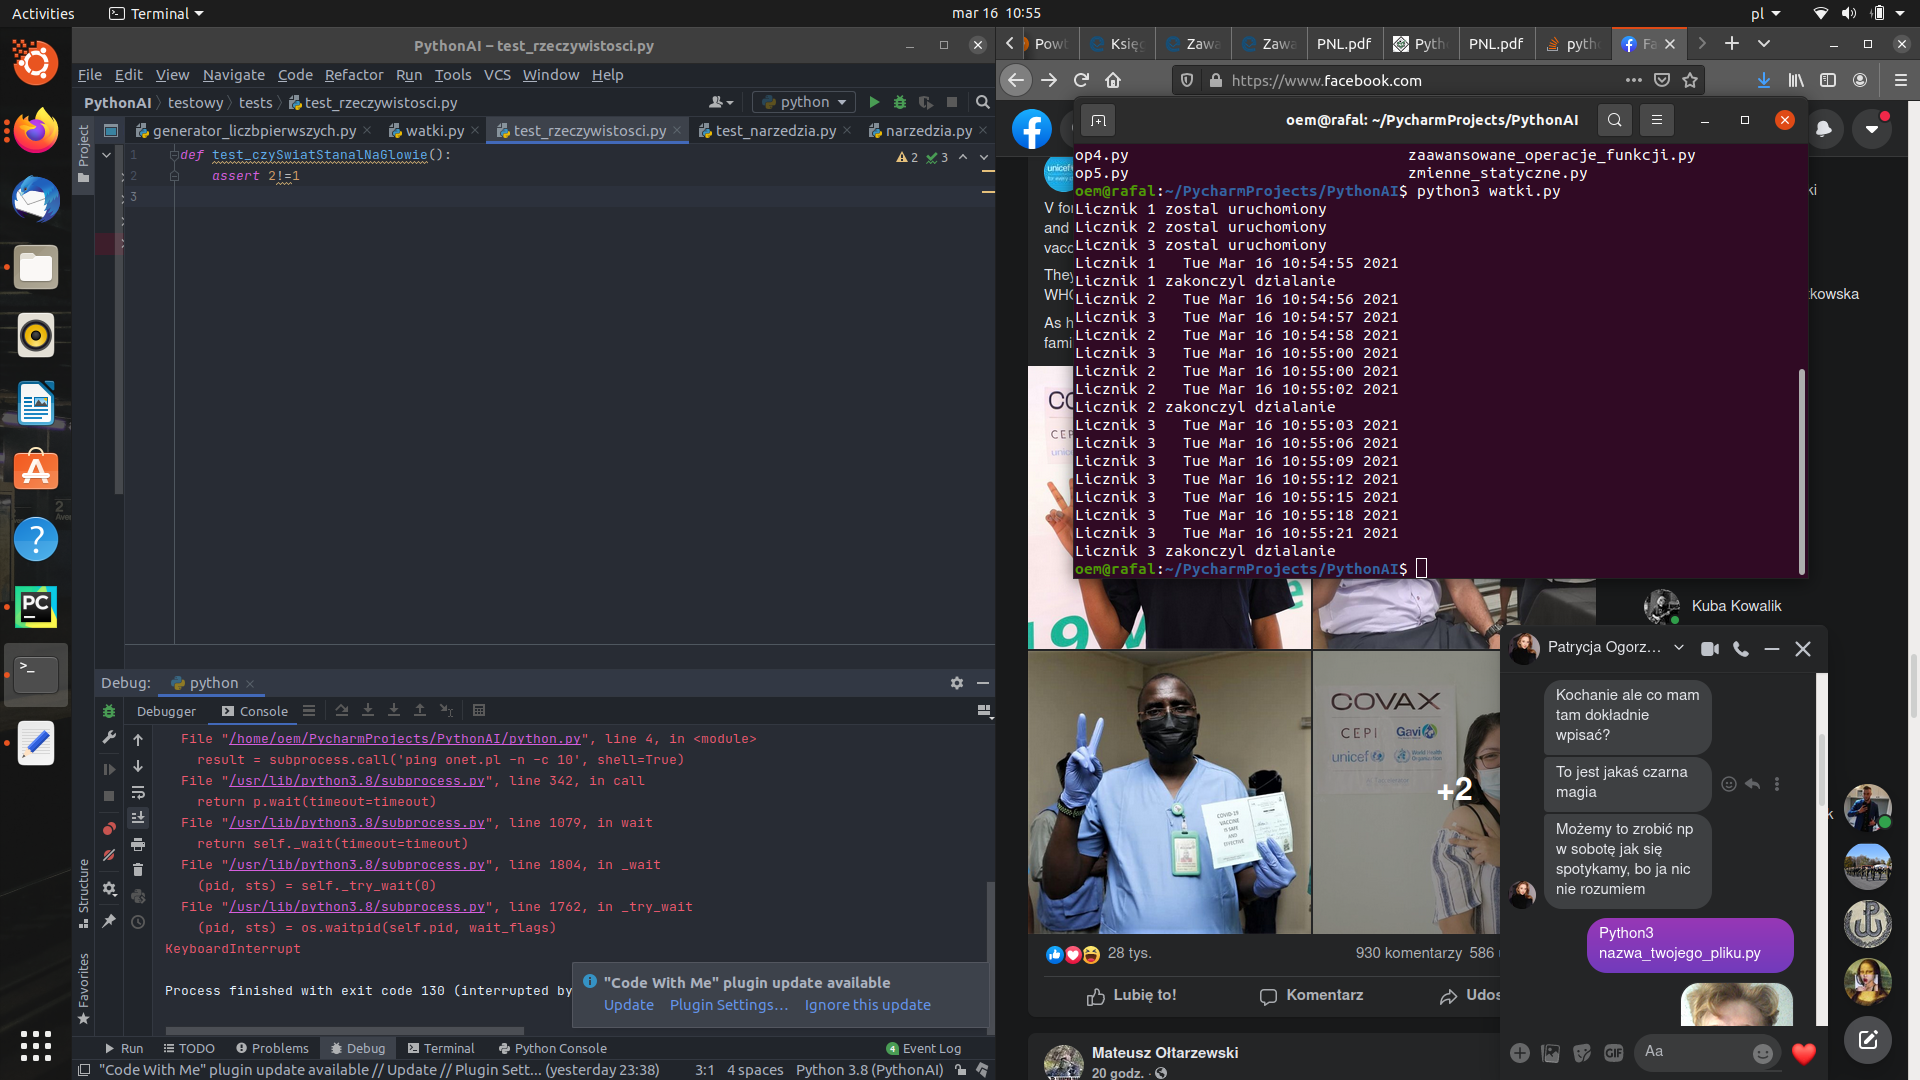 Activities
Terminal
mar 16 10:55
pl
PythonAI – test_rzeczywistosci.py
File Edit View Navigate Code Refactor Run Tools VCS Window Help
PythonAI testowy tests test_rzeczywistosci.py
python
generator_liczbpierwszych.py
watki.py
test_rzeczywistosci.py
test_narzedzia.py
narzedzia.py
Project
1 def test_czySwiatStanalNaGlowie():
2 assert 2!=1
3
2 3
Debug: python
Debugger Console
File "/home/oem/PycharmProjects/PythonAI/python.py", line 4, in <module>
result = subprocess.call('ping onet.pl -n -c 10', shell=True)
File "/usr/lib/python3.8/subprocess.py", line 342, in call
return p.wait(timeout=timeout)
File "/usr/lib/python3.8/subprocess.py", line 1079, in wait
return self._wait(timeout=timeout)
File "/usr/lib/python3.8/subprocess.py", line 1804, in _wait
(pid, sts) = self._try_wait(0)
File "/usr/lib/python3.8/subprocess.py", line 1762, in _try_wait
(pid, sts) = os.waitpid(self.pid, wait_flags)
KeyboardInterrupt
Process finished with exit code 130 (interrupted by
"Code With Me" plugin update available
Update Plugin Settings... Ignore this update
Structure
Favorites
Run TODO Problems Debug Terminal Python Console
4 Event Log
"Code With Me" plugin update available // Update // Plugin Sett... (yesterday 23:38)
3:1 4 spaces Python 3.8 (PythonAI)
Powt
Księ
Zawa
Zawa
PNL.pdf
Pyth
PNL.pdf
pyth
Fa
https://www.facebook.com
oem@rafal: ~/PycharmProjects/PythonAI
op4.py zaawansowane_operacje_funkcji.py
op5.py zmienne_statyczne.py
oem@rafal:~/PycharmProjects/PythonAI$ python3 watki.py
Licznik 1 zostal uruchomiony
Licznik 2 zostal uruchomiony
Licznik 3 zostal uruchomiony
Licznik 1 Tue Mar 16 10:54:55 2021
Licznik 1 zakonczyl dzialanie
Licznik 2 Tue Mar 16 10:54:56 2021
Licznik 3 Tue Mar 16 10:54:57 2021
Licznik 2 Tue Mar 16 10:54:58 2021
Licznik 3 Tue Mar 16 10:55:00 2021
Licznik 2 Tue Mar 16 10:55:00 2021
Licznik 2 Tue Mar 16 10:55:02 2021
Licznik 2 zakonczyl dzialanie
Licznik 3 Tue Mar 16 10:55:03 2021
Licznik 3 Tue Mar 16 10:55:06 2021
Licznik 3 Tue Mar 16 10:55:09 2021
Licznik 3 Tue Mar 16 10:55:12 2021
Licznik 3 Tue Mar 16 10:55:15 2021
Licznik 3 Tue Mar 16 10:55:18 2021
Licznik 3 Tue Mar 16 10:55:21 2021
Licznik 3 zakonczyl dzialanie
oem@rafal:~/PycharmProjects/PythonAI$
unicef
V for
and
vacc
They
WHO
As h
fami
ki
tkowska
Kuba Kowalik
COVAX
CEPI Gavi
unicef World Health Organization
COVID-19
VACCINE
IS SAFE
AND
EFFECTIVE
+2
28 tys.
930 komentarzy 586
Lubię to!
Komentarz
Udos
Mateusz Ołtarzewski
20 godz.
Patrycja Ogorz...
Kochanie ale co mam
tam dokładnie
wpisać?
To jest jakaś czarna
magia
Możemy to zrobić np
w sobotę jak się
spotykamy, bo ja nic
nie rozumiem
Python3
nazwa_twojego_pliku.py
GIF
Aa